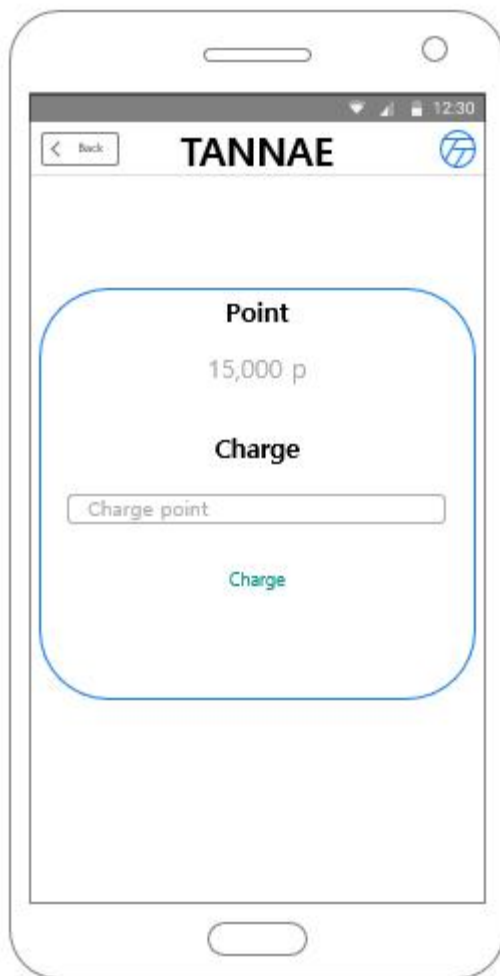 12:30
Back
TANNAE
Point
15,000 p
Charge
Charge point
Charge